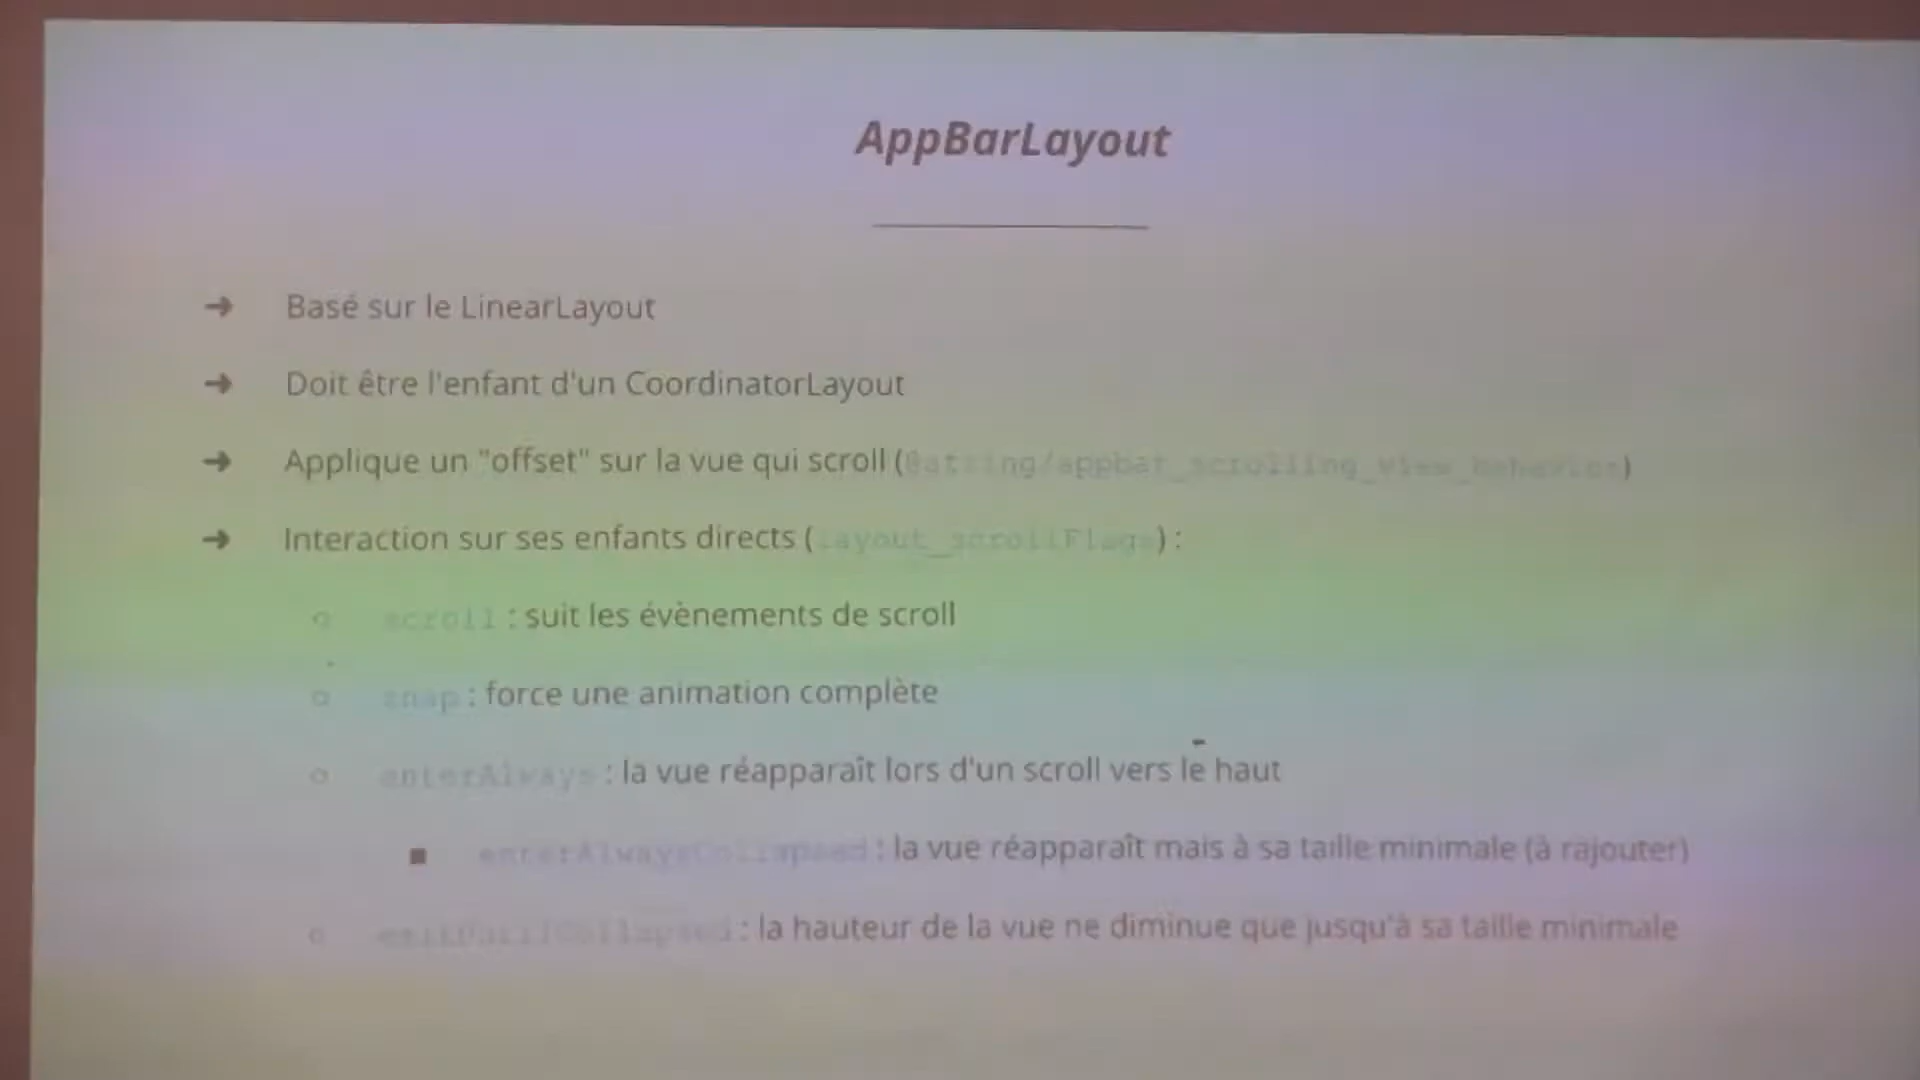 AppBarLayout
➔ Basé sur le LinearLayout
➔ Doit être l'enfant d'un CoordinatorLayout
➔ Applique un "offset" sur la vue qui scroll (@string/appbar_scrolling_view_behavior)
➔ Interaction sur ses enfants directs (layout_scrollFlags) :
○ scroll : suit les évènements de scroll
○ snap : force une animation complète
○ enterAlways : la vue réapparaît lors d'un scroll vers le haut
■ enterAlwaysCollapsed : la vue réapparaît mais à sa taille minimale (à rajouter)
○ : la hauteur de la vue ne diminue que jusqu'à sa taille minimale